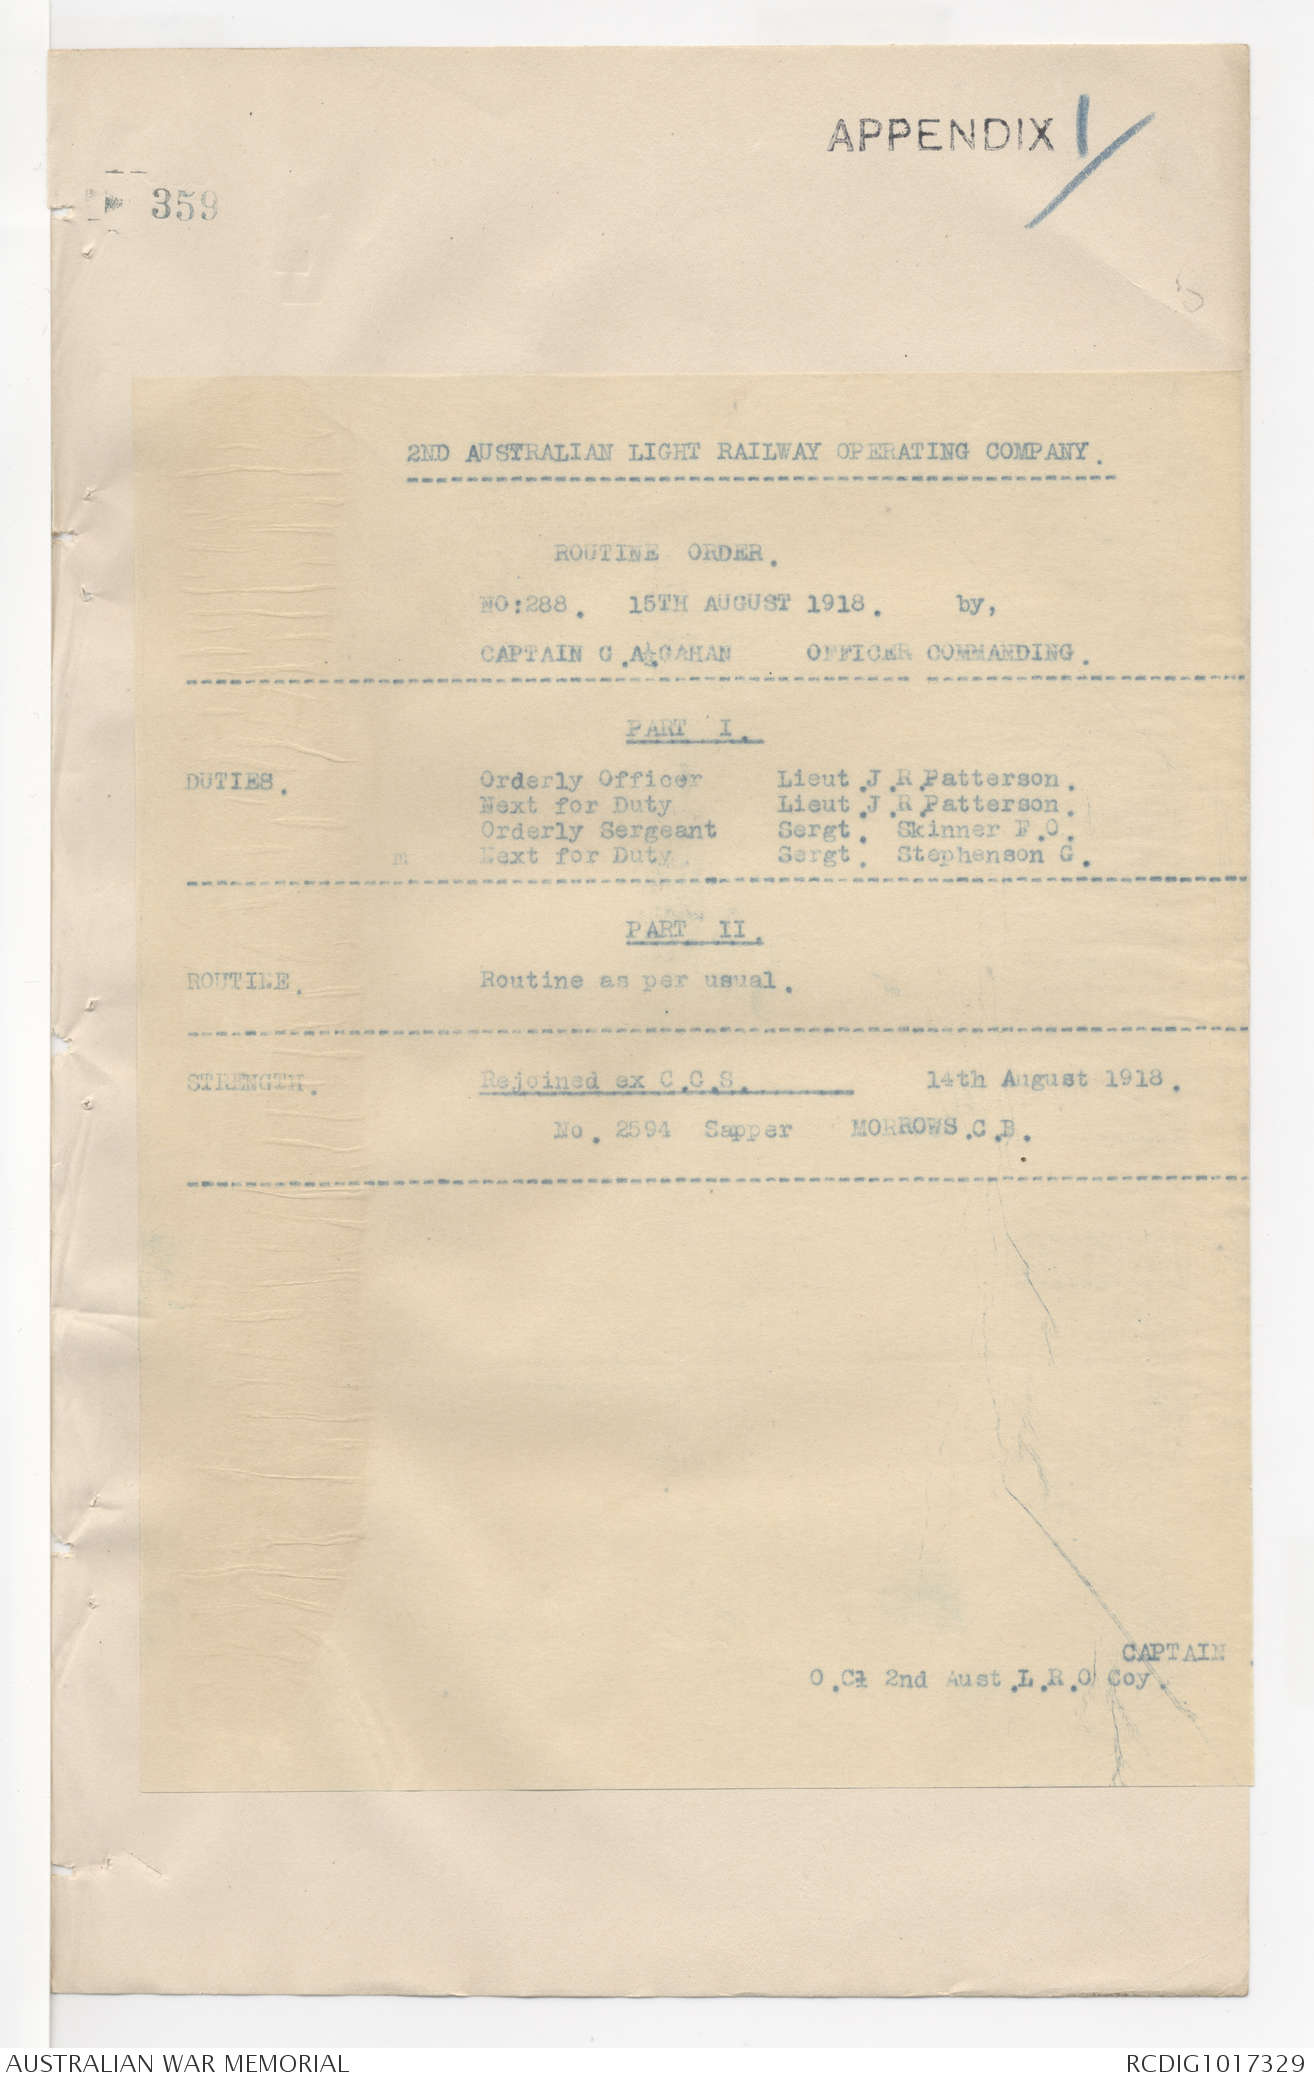 APPENDIX 1/
359
2ND AUSTRALIAN LIGHT RAILWAY OPERATING COMPANY.
ROUTINE ORDER.
NO:288. 15TH AUGUST 1918. by,
CAPTAIN G.A.GAHAN OFFICER COMMANDING.
PART I.
DUTIES. Orderly Officer Lieut.J.R.Patterson.
Next for Duty Lieut.J.R.Patterson.
Orderly Sergeant Sergt. Skinner F.O.
m Next for Duty Sergt. Stephenson G.
PART II.
ROUTINE. Routine as per usual.
STRENGTH. Rejoined ex C.C.S. 14th August 1918.
No. 2594 Sapper MORROWS.C.B.
CAPTAIN.
O.C. 2nd Aust.L.R.O Coy.
AUSTRALIAN WAR MEMORIAL
RCDIG1017329